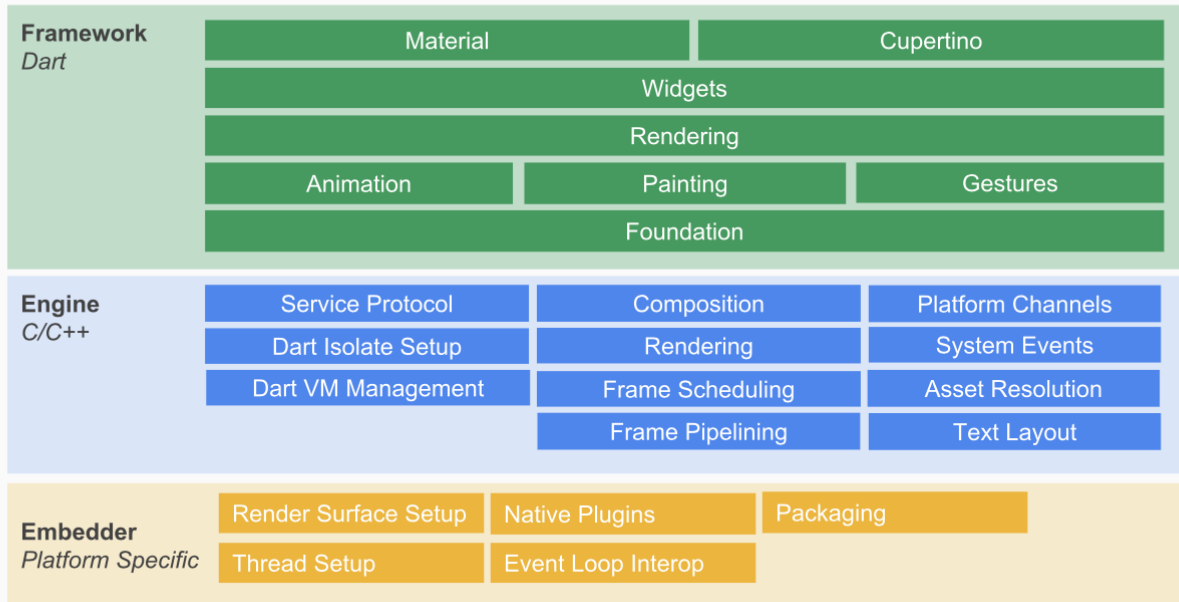 Framework
Dart
Material
Cupertino
Widgets
Rendering
Animation
Painting
Gestures
Foundation
Engine
C/C++
Service Protocol
Composition
Platform Channels
Dart Isolate Setup
Rendering
System Events
Dart VM Management
Frame Scheduling
Asset Resolution
Frame Pipelining
Text Layout
Embedder
Platform Specific
Render Surface Setup
Native Plugins
Packaging
Thread Setup
Event Loop Interop